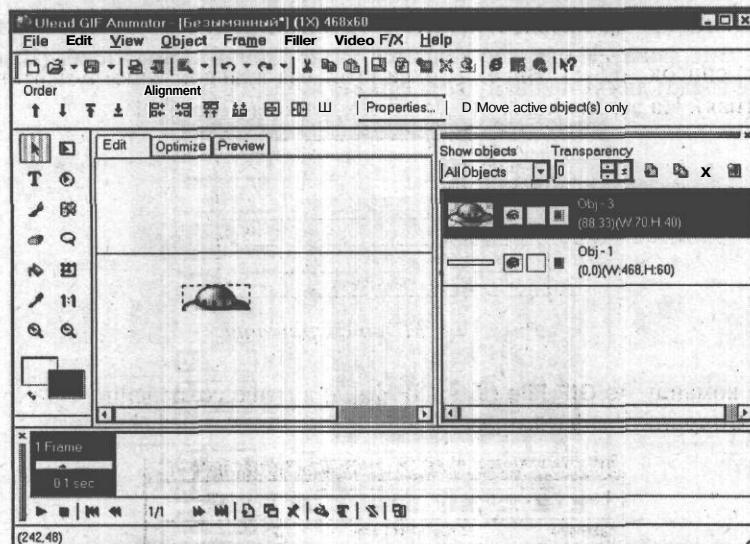 Ulead GIF Animator - [Безымянный*] (1X) 468x60
File Edit View Object Frame Filler Video F/X Help
Order Alignment
Properties... D Move active object(s) only
Edit Optimize Preview
Show objects Transparency
All Objects 0
Obj - 3
(88.33)(W:70.H:40)
Obj - 1
(0,0)(W:468,H:60)
T
1:1
1 Frame
0.1 sec
1/1
(242,48)